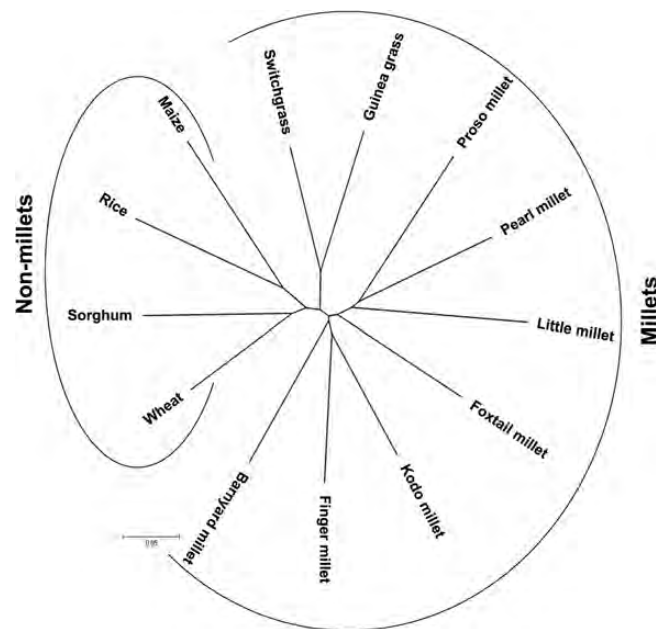 Switchgrass
Guinea grass
Proso millet
Pearl millet
Little millet
Foxtail millet
Kodo millet
Finger millet
Barnyard millet
Wheat
Sorghum
Rice
Maize
Non-millets
Millets